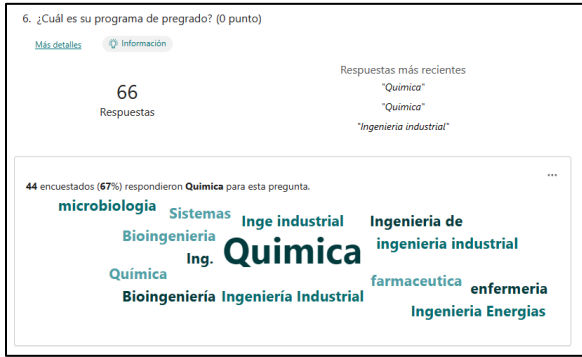 6. ¿Cuál es su programa de pregrado? (0 punto)
Más detalles
Información
66
Respuestas
Respuestas más recientes
"Quimica"
"Quimica"
"Ingenieria industrial"
...
44 encuestados (67%) respondieron Quimica para esta pregunta.
microbiologia
Sistemas
Inge industrial
Ingenieria de
Bioingenieria
ingenieria industrial
Ing.
Quimica
Química
farmaceutica
enfermeria
Bioingeniería
Ingeniería Industrial
Ingenieria Energias